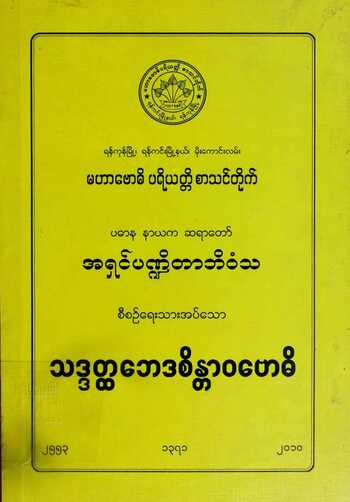 ရန်ကုန်မြို့၊ ရန်ကင်းမြို့နယ်၊ မိုးကောင်းလမ်း
မဟာဗောဓိ ပရိယတ္တိ စာသင်တိုက်
ပဓာန နာယက ဆရာတော်
အရှင်ပဏ္ဍိတာဘိဝံသ
စီစဉ်ရေးသားအပ်သော
သဒ္ဒတ္ထဘေဒစိန္တာဝဗောဓိ
၂၅၅၃ ၁၃၇၁ ၂၀၁၀